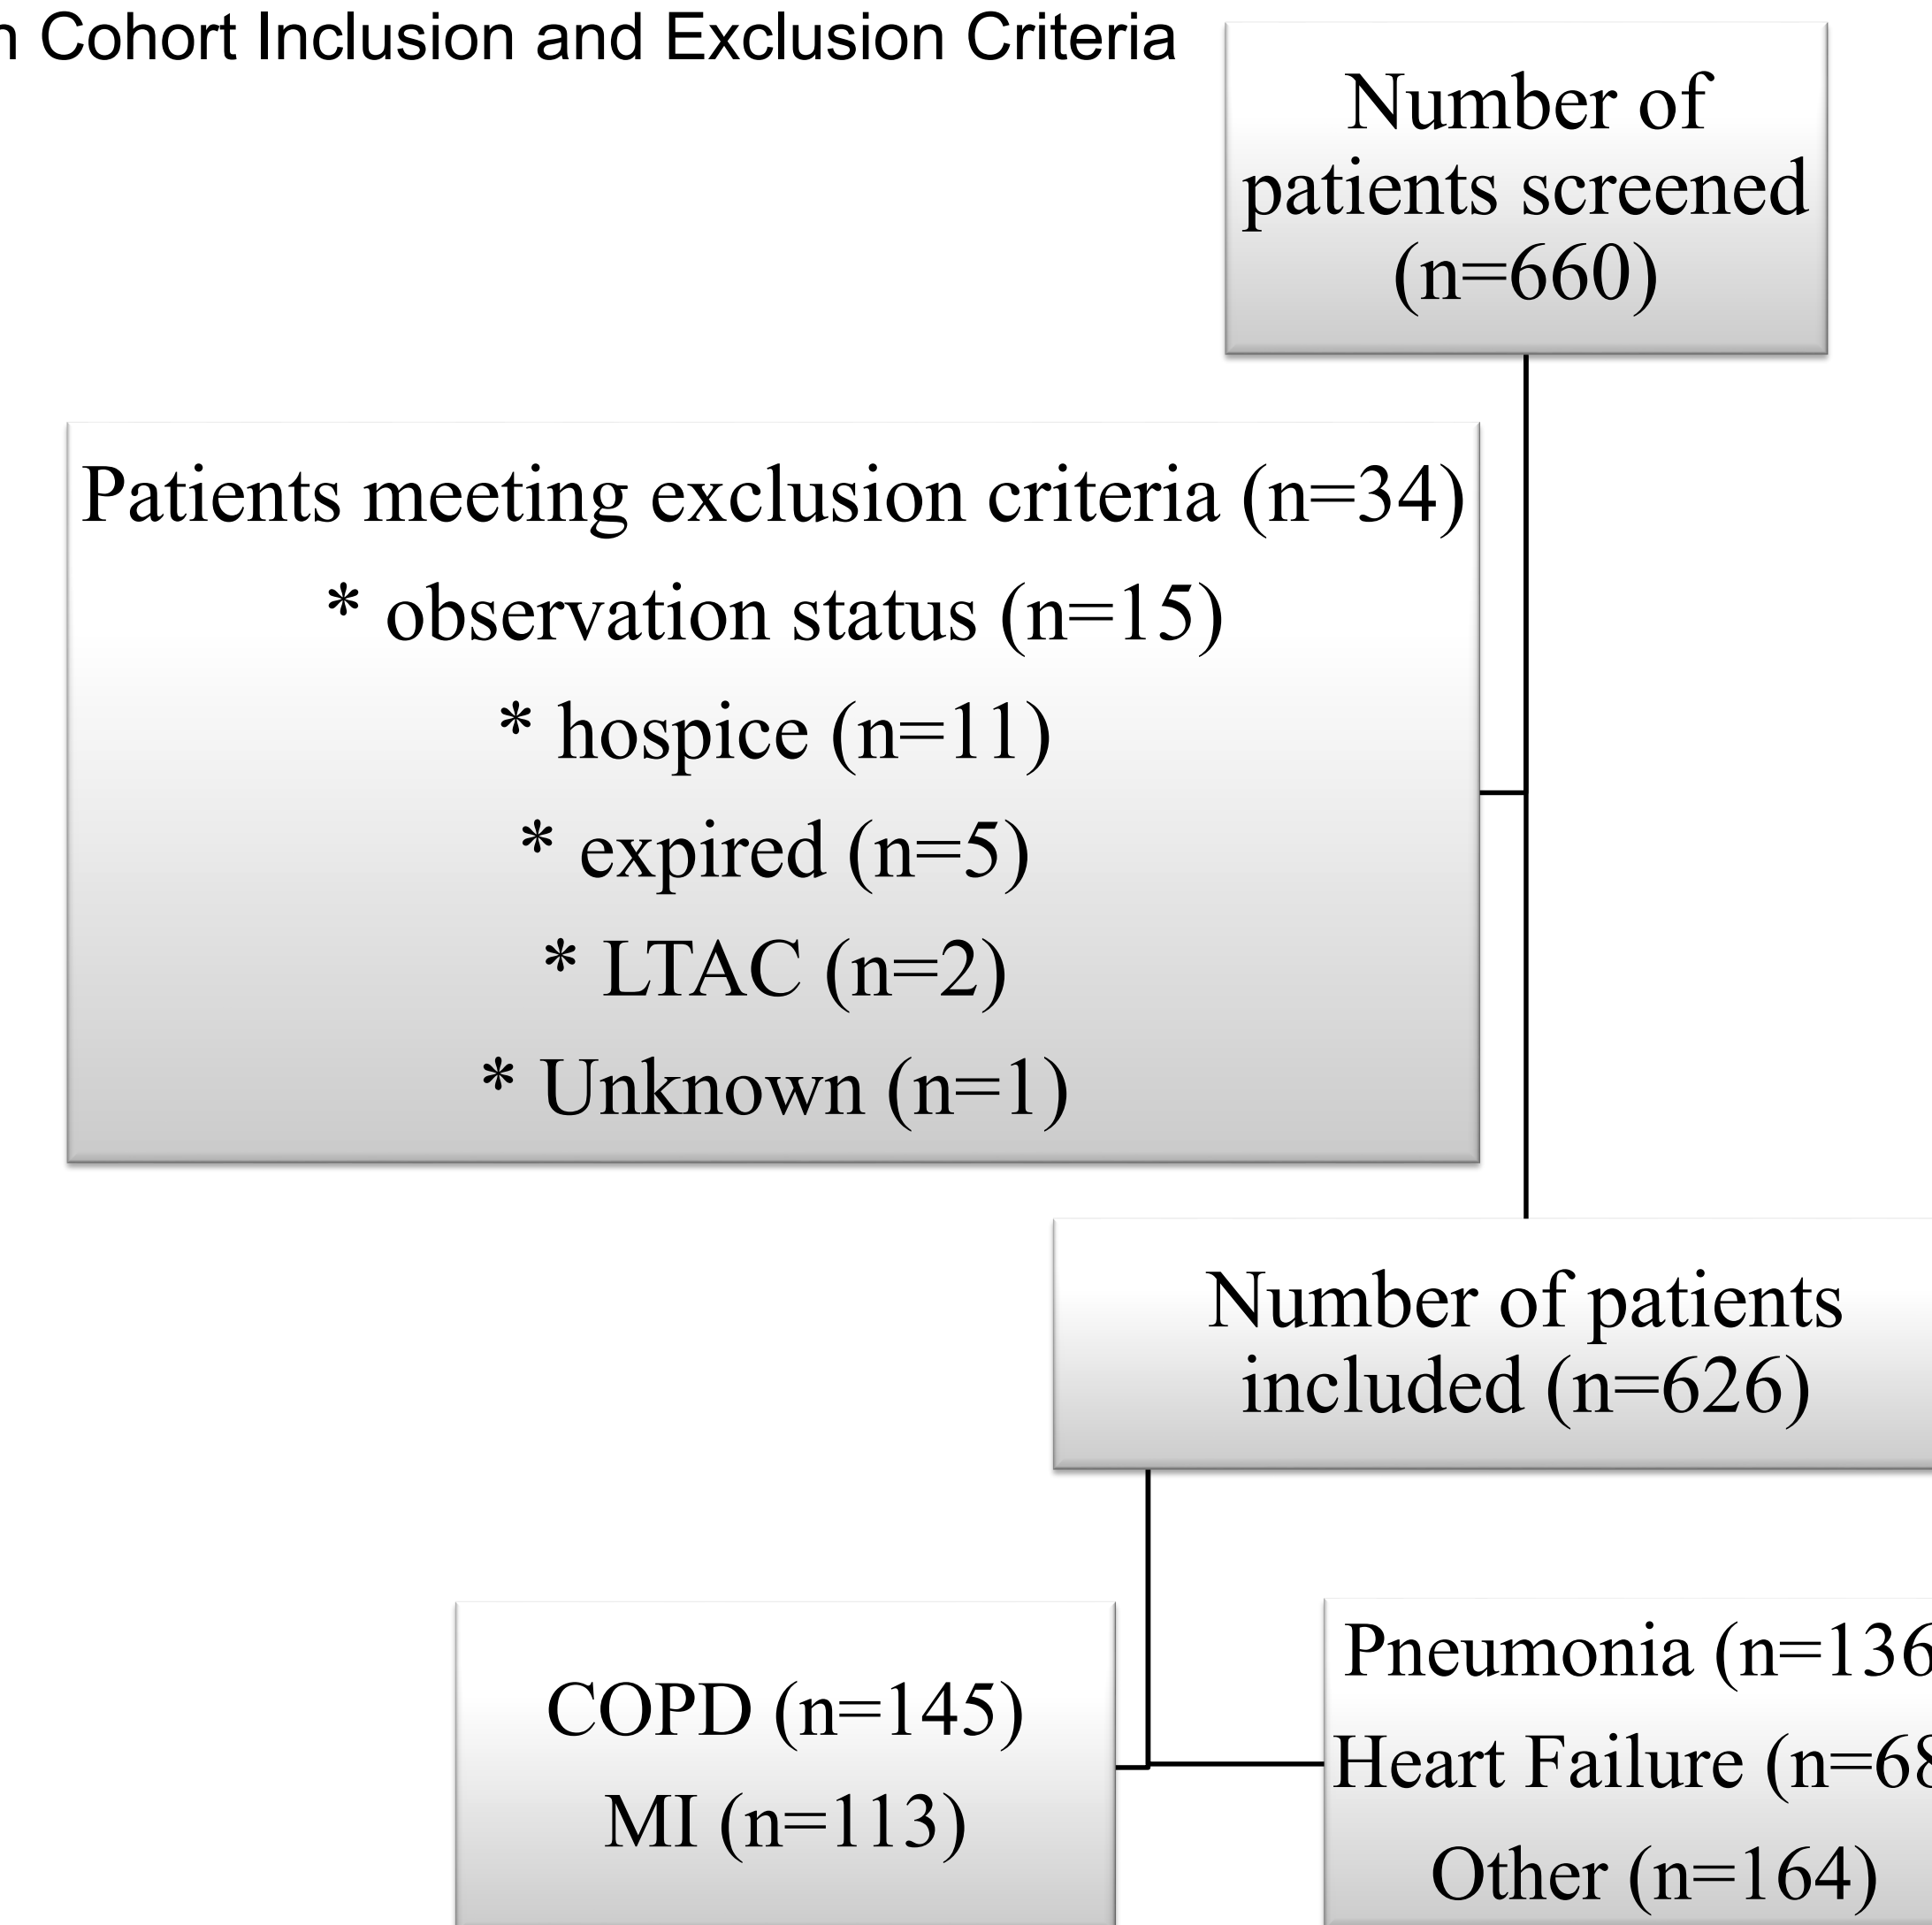 Cohort Inclusion and Exclusion Criteria
Number of
patients screened
(n=660)
Patients meeting exclusion criteria (n=34)
* observation status (n=15)
* hospice (n=11)
* expired (n=5)
* LTAC (n=2)
* Unknown (n=1)
Number of patients
included (n=626)
COPD (n=145)
MI (n=113)
Pneumonia (n=136
Heart Failure (n=68
Other (n=164)